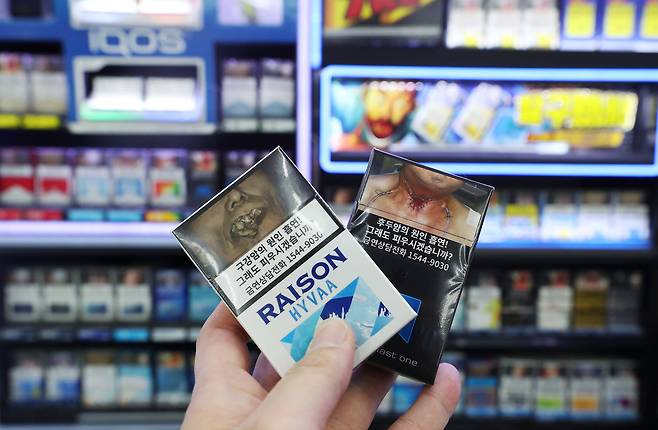 IQOS
구강암의 원인 흡연!
그래도 피우시겠습니까?
금연상담전화 1544-9030
RAISON
HYVAA
후두암의 원인 흡연!
그래도 피우시겠습니까?
금연상담전화 1544-9030
ast one